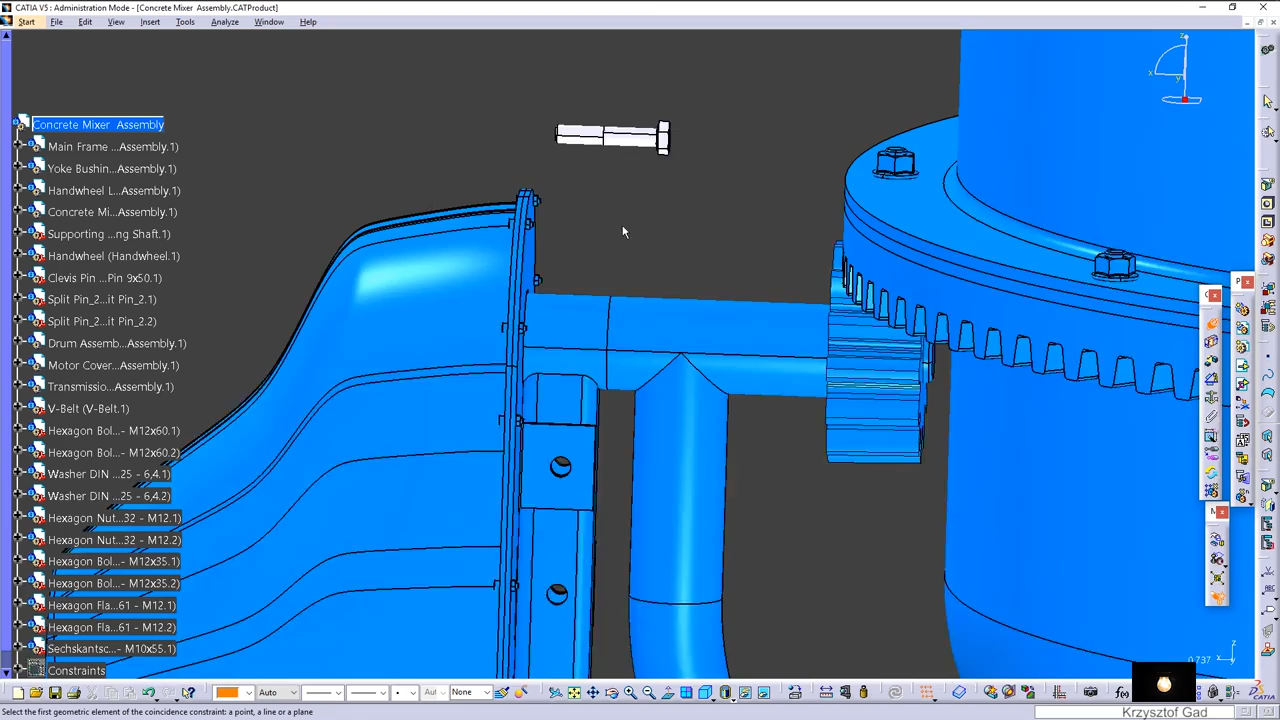 CATIA V5 : Administration Mode - [Concrete Mixer Assembly.CATProduct]
Start File Edit View Insert Tools Analyze Window Help
z
x
y
Concrete Mixer Assembly
Main Frame ...Assembly.1)
Yoke Bushin...Assembly.1)
Handwheel L...Assembly.1)
Concrete Mi...Assembly.1)
Supporting ...ng Shaft.1)
Handwheel (Handwheel.1)
Clevis Pin ...Pin 9x50.1)
Split Pin_2...it Pin_2.1)
Split Pin_2...it Pin_2.2)
Drum Assemb...Assembly.1)
Motor Cover...Assembly.1)
Transmissio...Assembly.1)
V-Belt (V-Belt.1)
Hexagon Bol...- M12x60.1)
Hexagon Bol...- M12x60.2)
Washer DIN ...25 - 6,4.1)
Washer DIN ...25 - 6,4.2)
Hexagon Nut...32 - M12.1)
Hexagon Nut...32 - M12.2)
Hexagon Bol...- M12x35.1)
Hexagon Bol...- M12x35.2)
Hexagon Fla...61 - M12.1)
Hexagon Fla...61 - M12.2)
Sechskantsc...- M10x55.1)
Constraints
0.737
Auto
None
Select the first geometric element of the coincidence constraint: a point, a line or a plane
Krzysztof Gad
CATIA